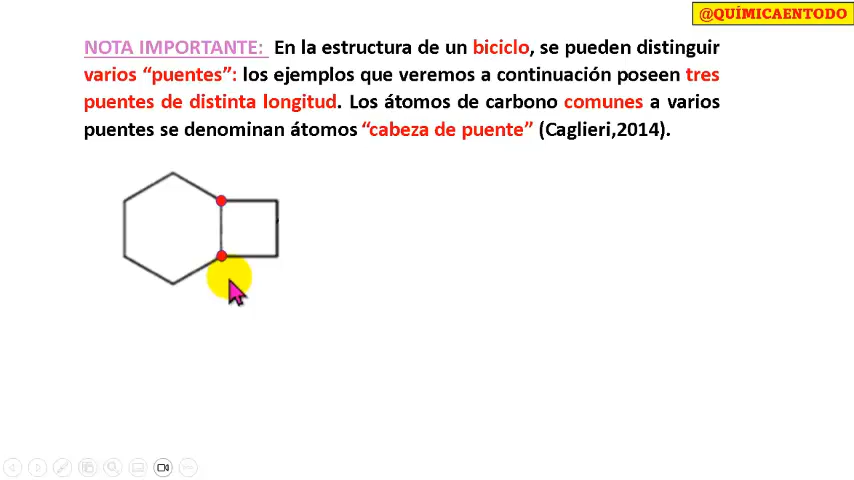 @QUÍMICAENTODO
NOTA IMPORTANTE: En la estructura de un biciclo, se pueden distinguir
varios “puentes”: los ejemplos que veremos a continuación poseen tres
puentes de distinta longitud. Los átomos de carbono comunes a varios
puentes se denominan átomos “cabeza de puente” (Caglieri,2014).